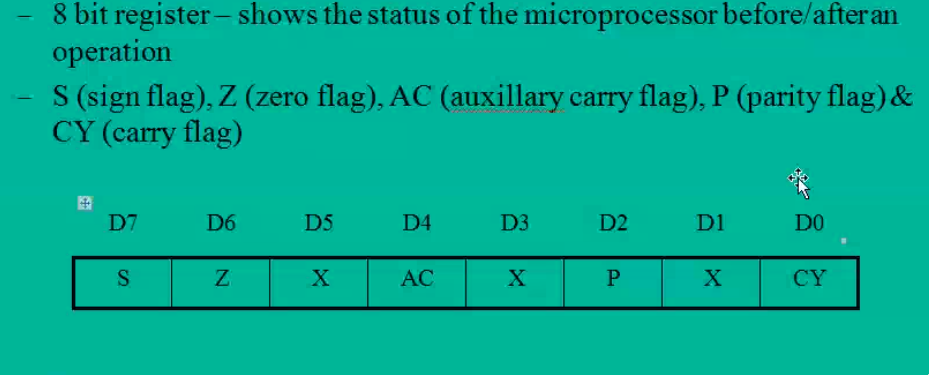 – 8 bit register – shows the status of the microprocessor before/after an
operation
– S (sign flag), Z (zero flag), AC (auxillary carry flag), P (parity flag) &
CY (carry flag)
D7 D6 D5 D4 D3 D2 D1 D0
S Z X AC X P X CY